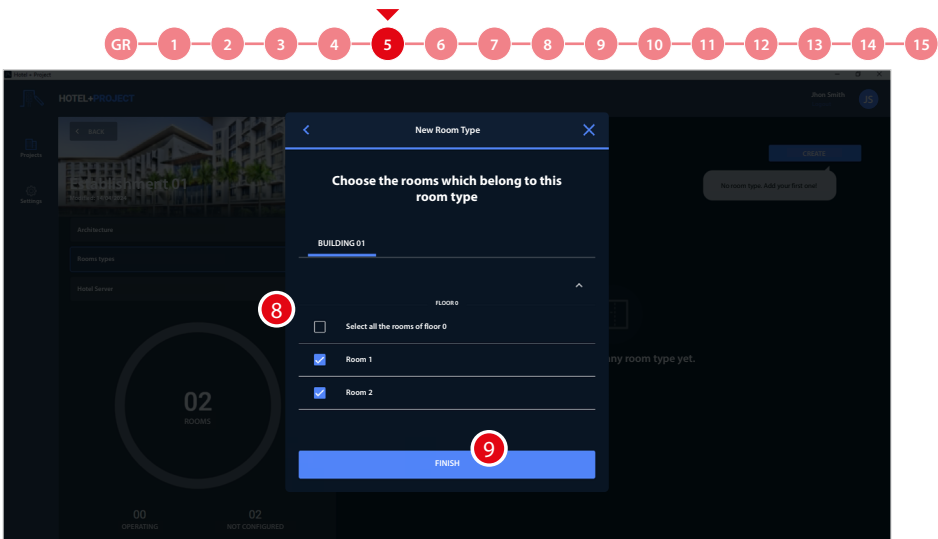 GR 1 2 3 4 5 6 7 8 9 10 11 12 13 14 15
Hotel + Project
HOTEL+PROJECT
Jhon Smith
JS
BACK
New Room Type
Projects
CREATE
Choose the rooms which belong to this
room type
Establishment 01
No room type. Add your first one!
Settings
Architecture
BUILDING 01
Rooms types
Hotel Server
8
FLOOR 0
Select all the rooms of floor 0
Room 1
any room type yet.
Room 2
02
ROOMS
9
FINISH
00
OPERATING
02
NOT CONFIGURED